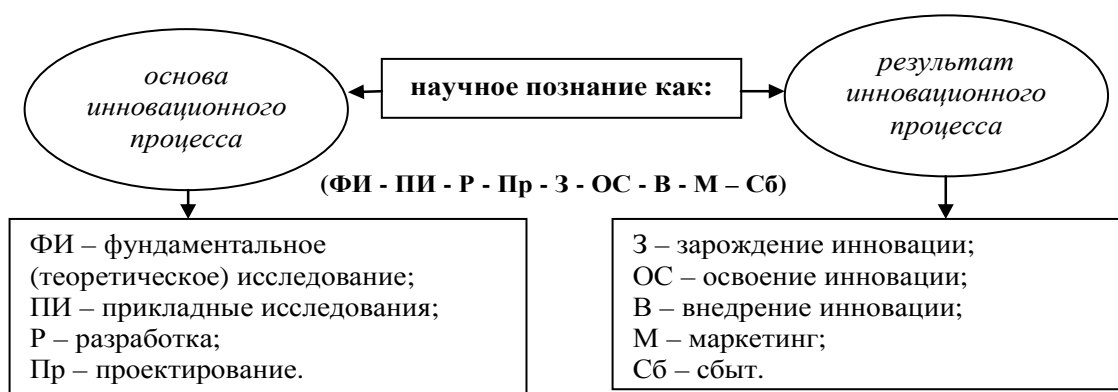 основа
инновационного
процесса
научное познание как:
результат
инновационного
процесса
(ФИ - ПИ - Р - Пр - З - ОС - В - М – Сб)
ФИ – фундаментальное
(теоретическое) исследование;
ПИ – прикладные исследования;
Р – разработка;
Пр – проектирование.
З – зарождение инновации;
ОС – освоение инновации;
В – внедрение инновации;
М – маркетинг;
Сб – сбыт.